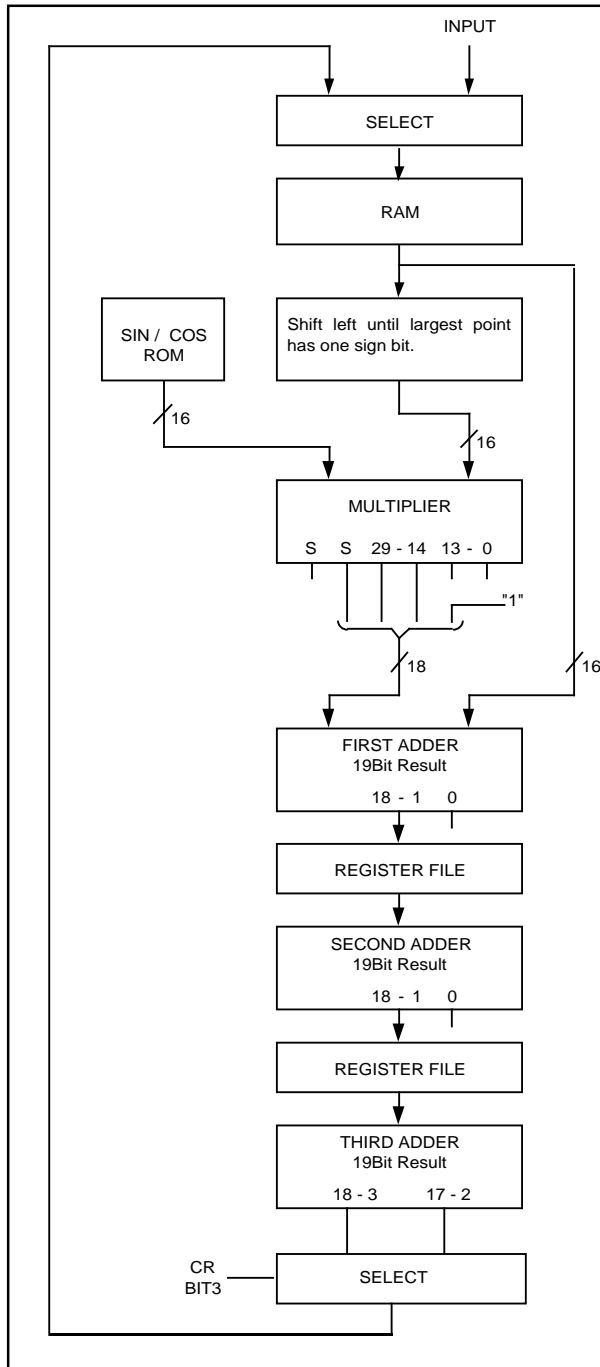 INPUT
SELECT
RAM
SIN / COS
ROM
Shift left until largest point
has one sign bit.
16
16
MULTIPLIER
S S 29 - 14 13 - 0
"1"
18
16
FIRST ADDER
19Bit Result
18 - 1 0
REGISTER FILE
SECOND ADDER
19Bit Result
18 - 1 0
REGISTER FILE
THIRD ADDER
19Bit Result
18 - 3 17 - 2
CR
BIT3
SELECT